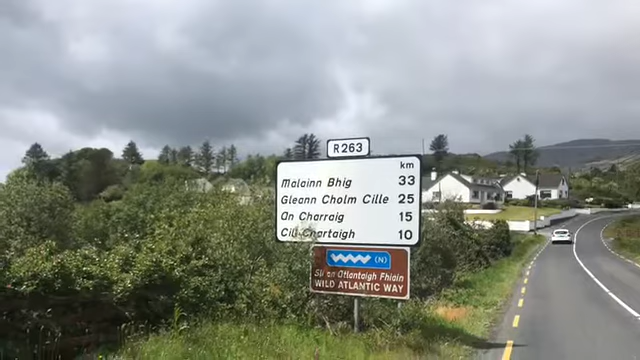 R263
km
Malainn Bhig 33
Gleann Cholm Cille 25
An Charraig 15
Cill Chartaigh 10
(N)
Slí an Atlantaigh Fhiáin
WILD ATLANTIC WAY